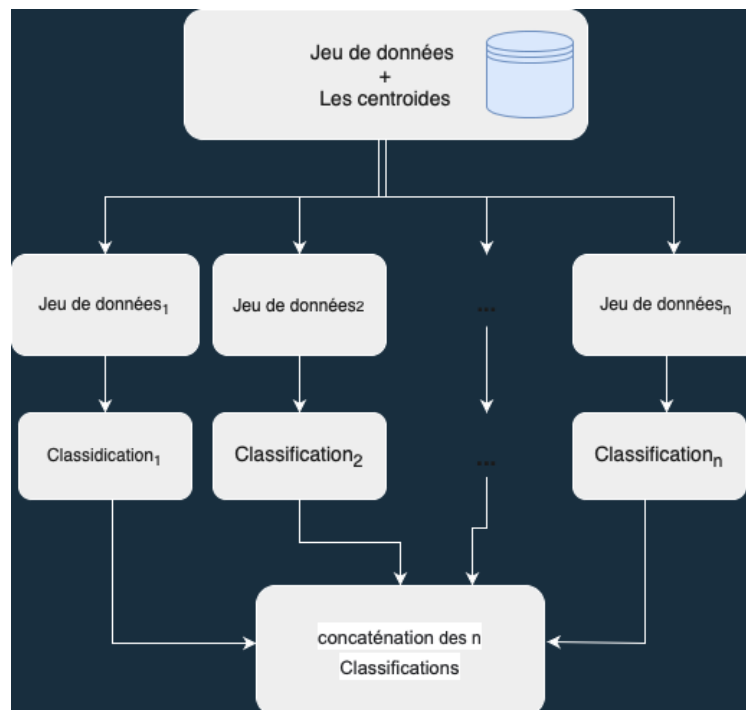 Jeu de données
+
Les centroides
Jeu de données₁
Jeu de données2
...
Jeu de donnéesₙ
Classidication₁
Classification₂
...
Classificationₙ
concaténation des n
Classifications